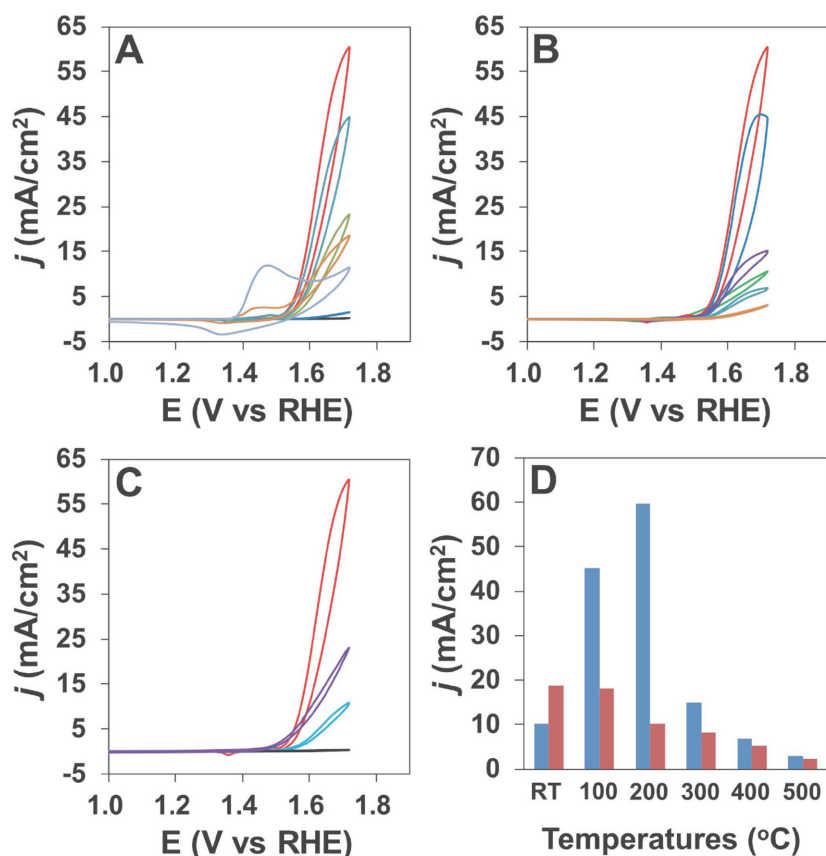 A
j (mA/cm²)
65
55
45
35
25
15
5
-5
1.0 1.2 1.4 1.6 1.8
E (V vs RHE)
B
j (mA/cm²)
65
55
45
35
25
15
5
-5
1.0 1.2 1.4 1.6 1.8
E (V vs RHE)
C
j (mA/cm²)
65
55
45
35
25
15
5
-5
1.0 1.2 1.4 1.6 1.8
E (V vs RHE)
D
j (mA/cm²)
70
60
50
40
30
20
10
0
RT 100 200 300 400 500
Temperatures (°C)